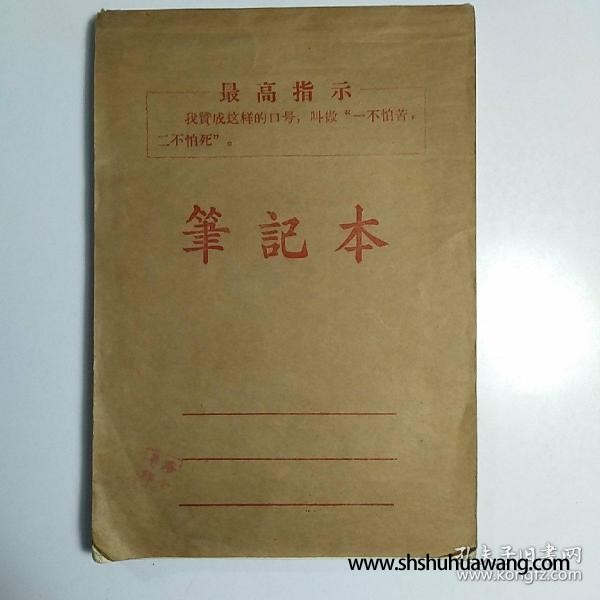 最高指示
我贊成这样的口号，叫做“一不怕苦，
二不怕死”。
筆記本
www.shshuhuawang.com
孔夫子旧书网
www.kongfz.com